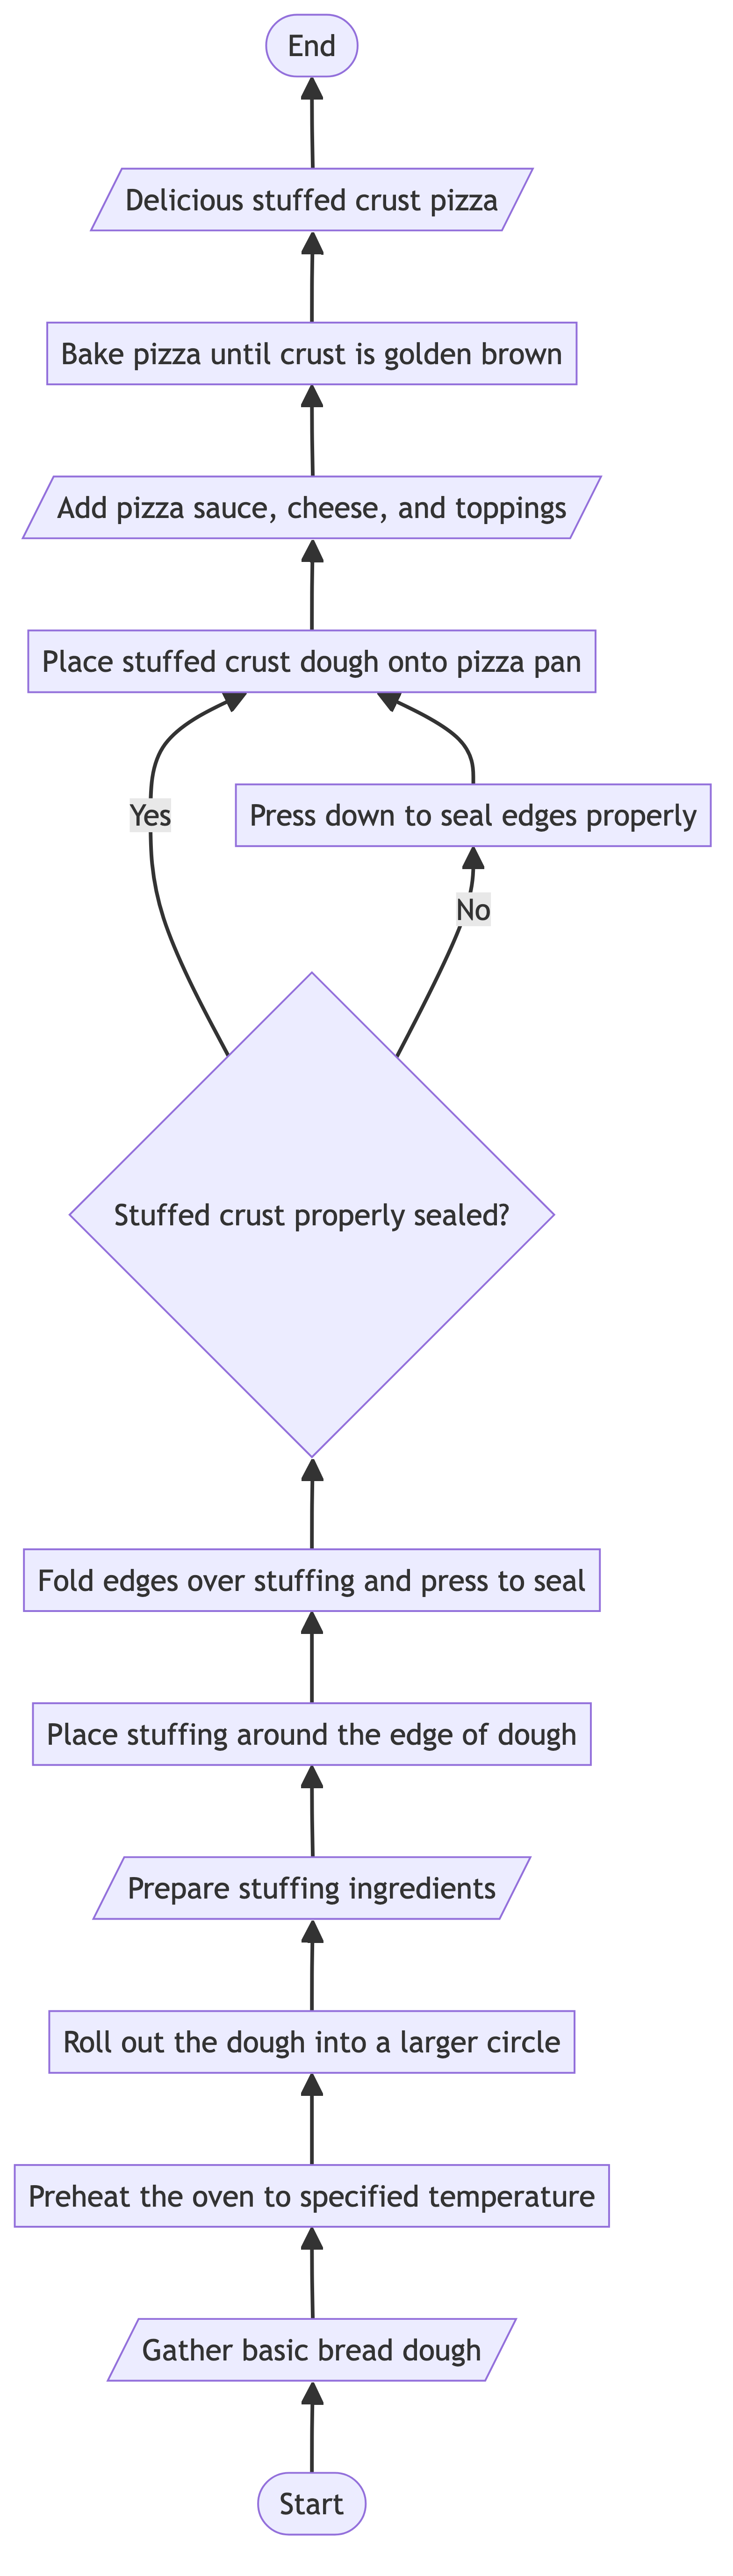 End
Delicious stuffed crust pizza
Bake pizza until crust is golden brown
Add pizza sauce, cheese, and toppings
Place stuffed crust dough onto pizza pan
Yes
Press down to seal edges properly
No
Stuffed crust properly sealed?
Fold edges over stuffing and press to seal
Place stuffing around the edge of dough
Prepare stuffing ingredients
Roll out the dough into a larger circle
Preheat the oven to specified temperature
Gather basic bread dough
Start